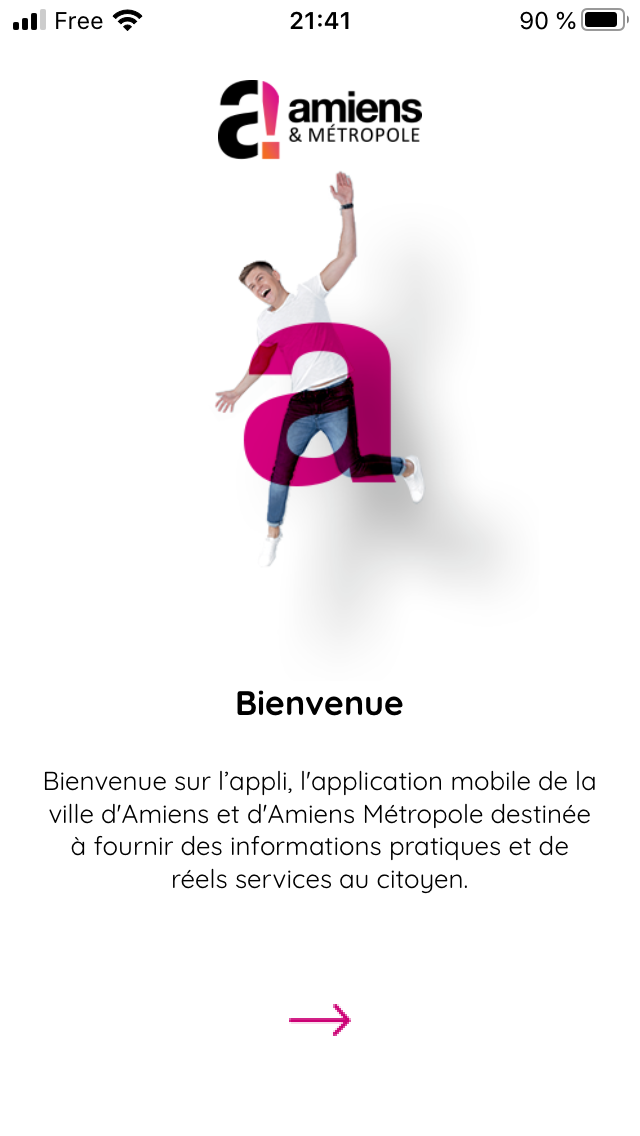 Free 21:41 90 %
a! amiens
& MÉTROPOLE
a
Bienvenue
Bienvenue sur l’appli, l'application mobile de la
ville d'Amiens et d'Amiens Métropole destinée
à fournir des informations pratiques et de
réels services au citoyen.